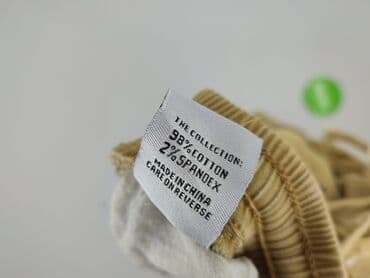 THE COLLECTION:
98% COTTON
2% SPANDEX
MADE IN CHINA
CARE ON REVERSE